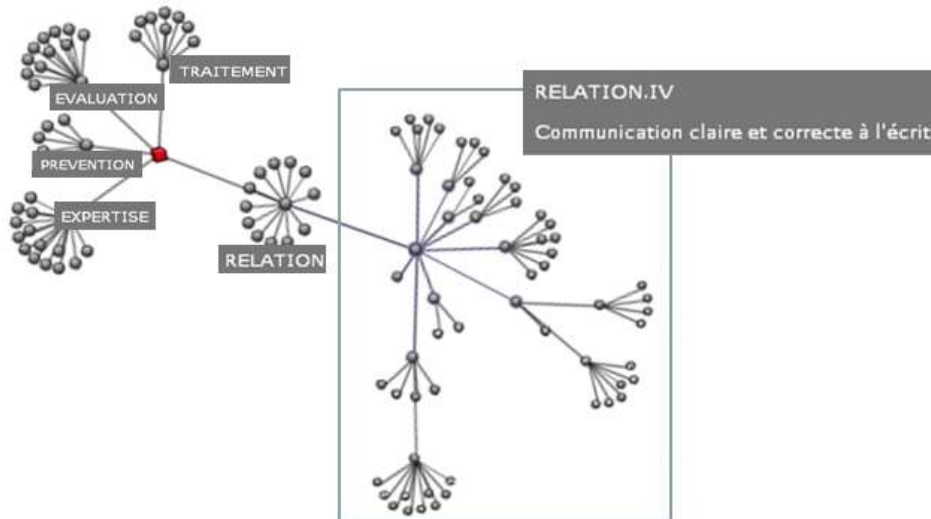 TRAITEMENT
EVALUATION
PREVENTION
EXPERTISE
RELATION
RELATION.IV
Communication claire et correcte à l'écrit